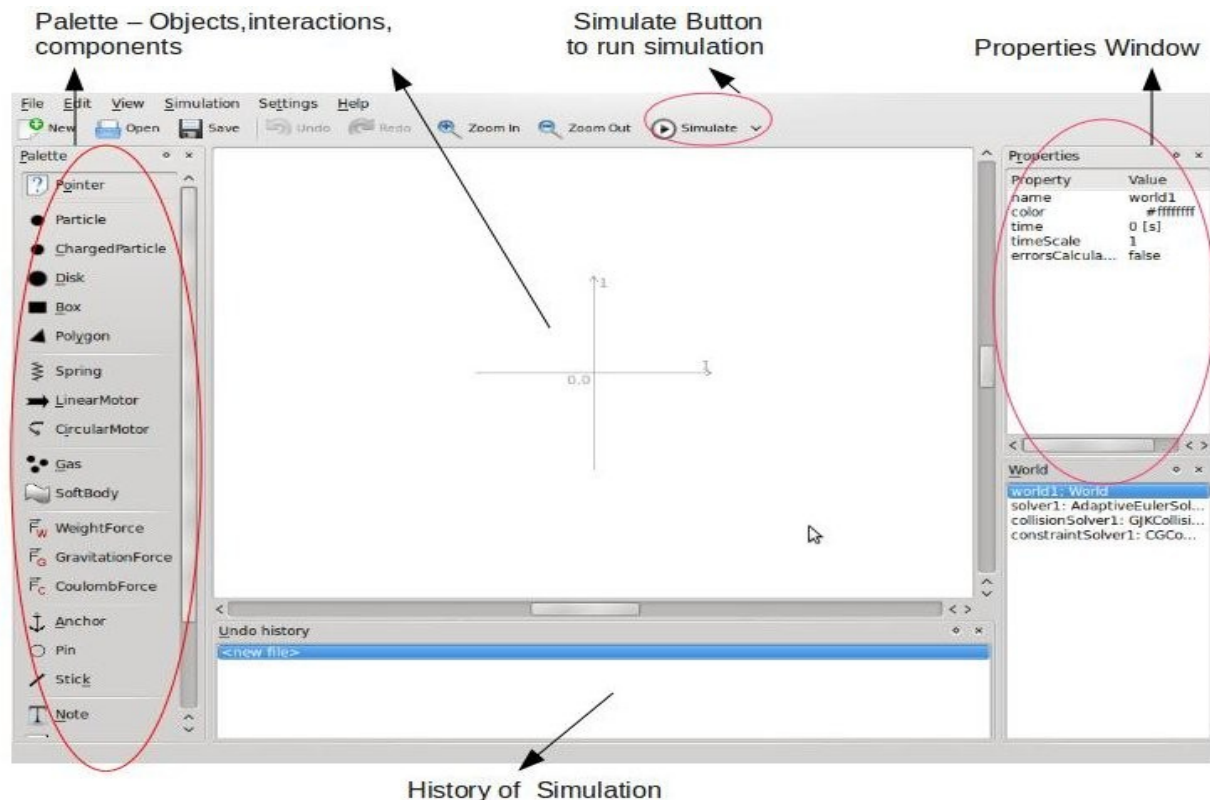 Palette – Objects,interactions,
components
Simulate Button
to run simulation
Properties Window
File Edit View Simulation Settings Help
New Open Save Undo Redo Zoom In Zoom Out Simulate
Palette
Pointer
Particle
ChargedParticle
Disk
Box
Polygon
Spring
LinearMotor
CircularMotor
Gas
SoftBody
F W WeightForce
F G GravitationForce
F C CoulombForce
Anchor
Pin
Stick
T Note
1
1
0,0
Undo history
<new file>
Properties
Property Value
name world1
color #ffffffff
time 0 [s]
timeScale 1
errorsCalcula... false
World
world1: World
solver1: AdaptiveEulerSol...
collisionSolver1: GJKCollisi...
constraintSolver1: CGCo...
History of Simulation